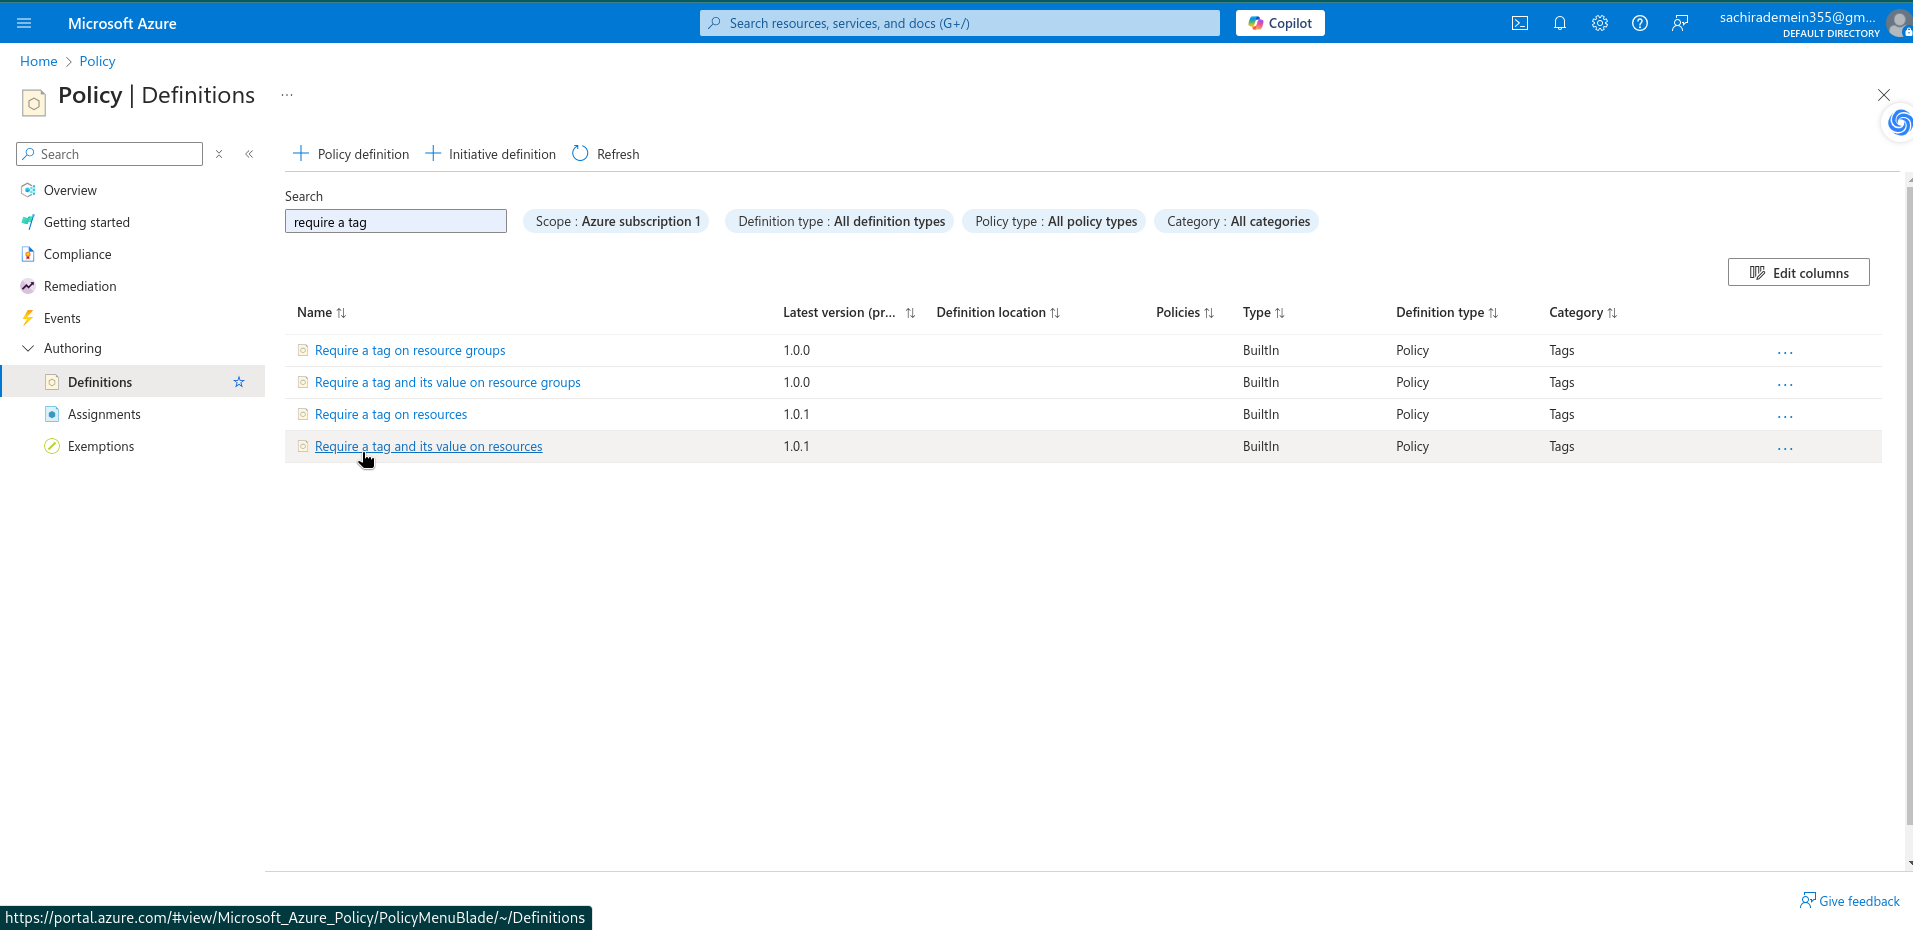 Microsoft Azure
Search resources, services, and docs (G+/)
Copilot
sachirademein355@gm...
DEFAULT DIRECTORY
Home > Policy
Policy | Definitions ...
Search
Policy definition
Initiative definition
Refresh
Overview
Getting started
Compliance
Remediation
Events
Authoring
Definitions
Assignments
Exemptions
Search
require a tag
Scope : Azure subscription 1
Definition type : All definition types
Policy type : All policy types
Category : All categories
Edit columns
Name Latest version (pr... Definition location Policies Type Definition type Category
Require a tag on resource groups 1.0.0 BuiltIn Policy Tags ...
Require a tag and its value on resource groups 1.0.0 BuiltIn Policy Tags ...
Require a tag on resources 1.0.1 BuiltIn Policy Tags ...
Require a tag and its value on resources 1.0.1 BuiltIn Policy Tags ...
Give feedback
https://portal.azure.com/#view/Microsoft_Azure_Policy/PolicyMenuBlade/~/Definitions